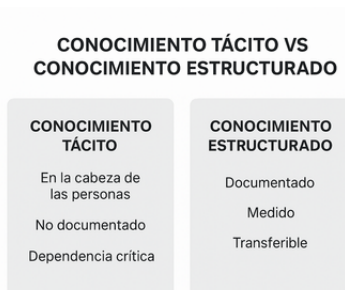 CONOCIMIENTO TÁCITO VS
CONOCIMIENTO ESTRUCTURADO
CONOCIMIENTO
TÁCITO
En la cabeza de
las personas
No documentado
Dependencia crítica
CONOCIMIENTO
ESTRUCTURADO
Documentado
Medido
Transferible